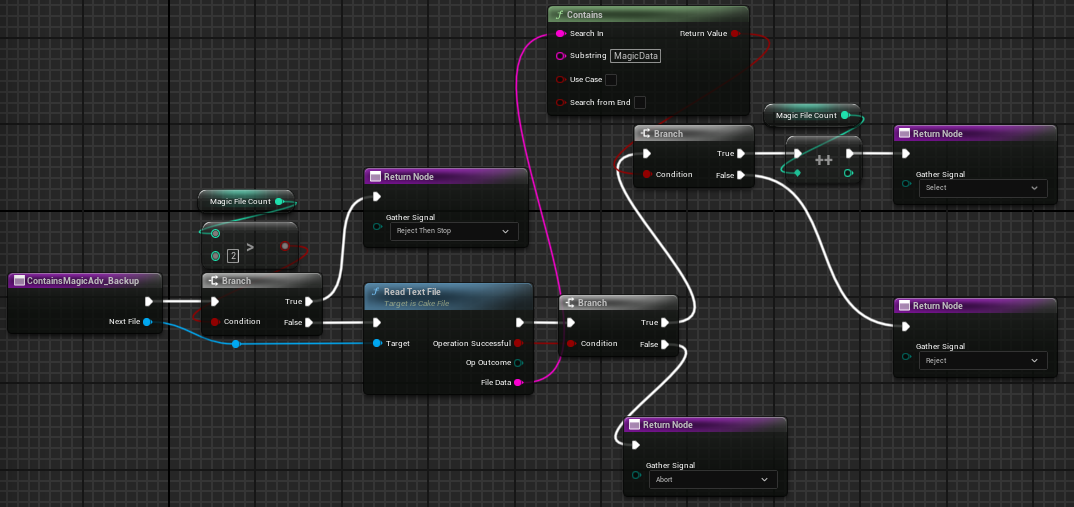 Contains
Search In
Return Value
Substring MagicData
Use Case
Search from End
Magic File Count
Branch
True
Condition
False
++
Return Node
Gather Signal
Select
Return Node
Gather Signal
Reject Then Stop
Magic File Count
>
2
ContainsMagicAdv_Backup
Next File
Branch
True
Condition
False
Read Text File
Target is Cake File
Target
Operation Successful
Op Outcome
File Data
Branch
True
Condition
False
Return Node
Gather Signal
Reject
Return Node
Gather Signal
Abort